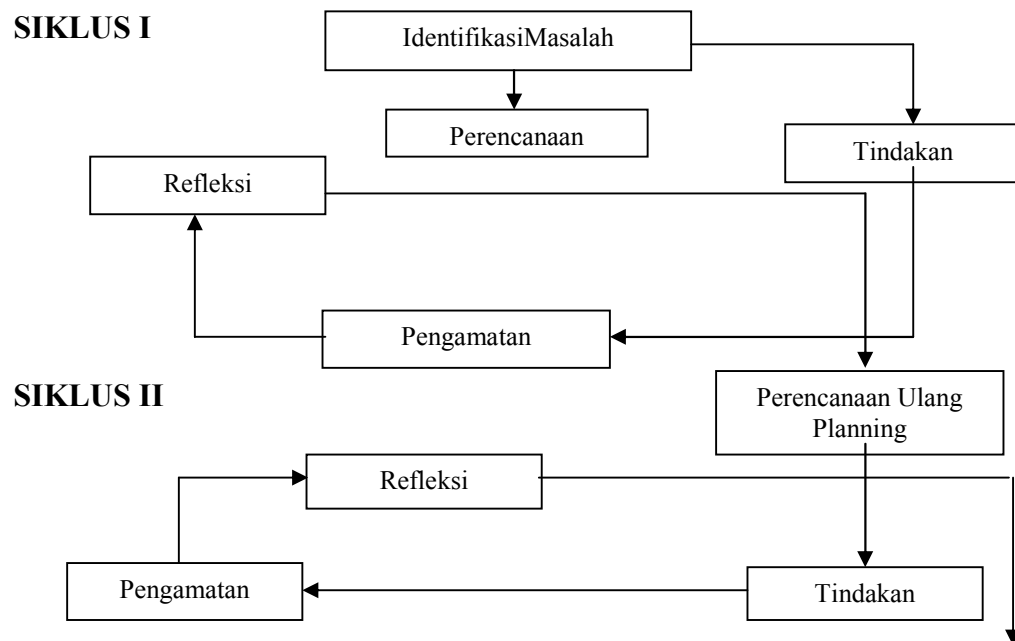 SIKLUS I
IdentifikasiMasalah
Perencanaan
Tindakan
Refleksi
Pengamatan
SIKLUS II
Perencanaan Ulang
Planning
Refleksi
Pengamatan
Tindakan